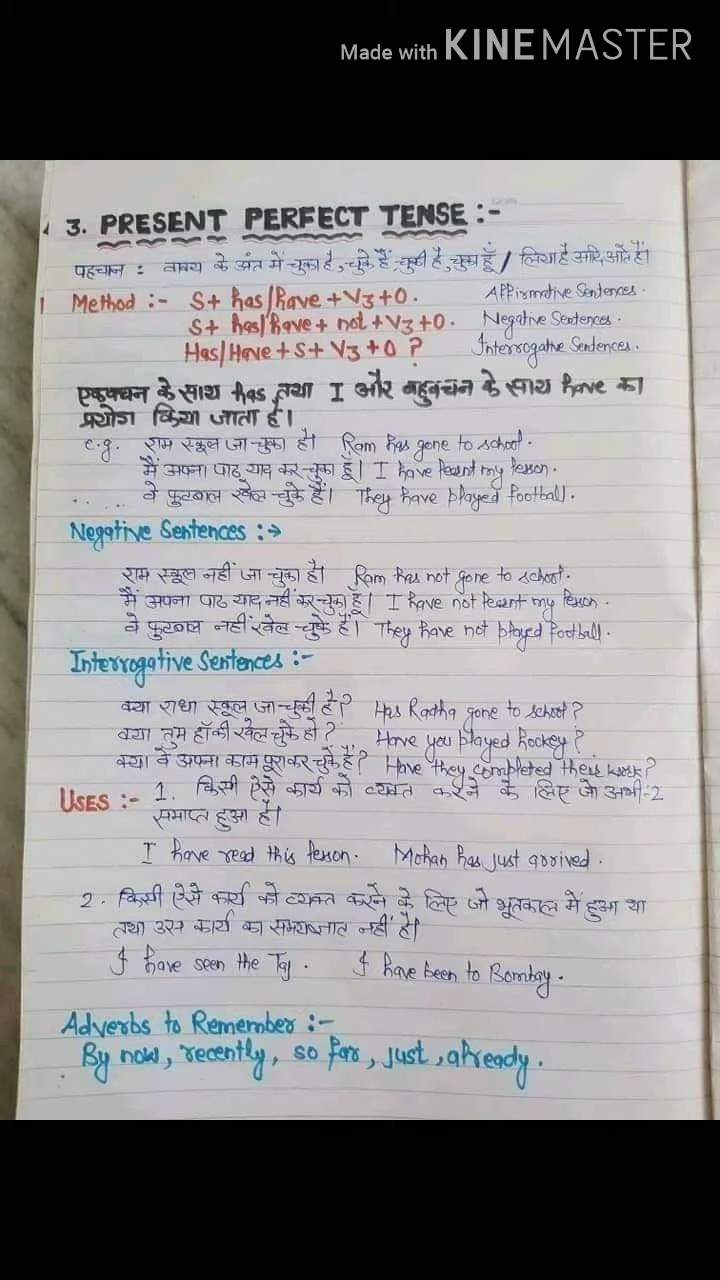 Made with KINEMASTER
3. PRESENT PERFECT TENSE :-
पहचान : वाक्य के अंत में चुका है, चुके हैं, चुकी है, चुका हूँ / लिया है आदि आते हैं।
Method :- S+ has/have + V3 + O. Affirmative Sentences.
S+ has/have + not + V3 + O. Negative Sentences.
Has/Have + S + V3 + O ? Interrogative Sentences.
एकवचन के साथ has तथा I और बहुवचन के साथ have का
प्रयोग किया जाता है।
e.g. राम स्कूल जा चुका है। Ram has gone to school.
मैं अपना पाठ याद कर चुका हूँ। I have learnt my lesson.
वे फुटबाल खेल चुके हैं। They have played football.
Negative Sentences :->
राम स्कूल नहीं जा चुका है। Ram has not gone to school.
मैं अपना पाठ याद नहीं कर चुका हूँ। I have not learnt my lesson.
वे फुटबाल नहीं खेल चुके हैं। They have not played football.
Interrogative Sentences :-
क्या राधा स्कूल जा चुकी है? Has Radha gone to school?
क्या तुम हॉकी खेल चुके हो? Have you played hockey?
क्या वे अपना काम पूरा कर चुके हैं? Have they completed their work?
USES :- 1. किसी ऐसे कार्य को व्यक्त करने के लिए जो अभी-2
समाप्त हुआ है।
I have read this lesson. Mohan has just arrived.
2. किसी ऐसे कार्य को व्यक्त करने के लिए जो भूतकाल में हुआ था
तथा उस कार्य का समय ज्ञात नहीं है।
I have seen the Taj. I have been to Bombay.
Adverbs to Remember :-
By now, recently, so far, just, already.